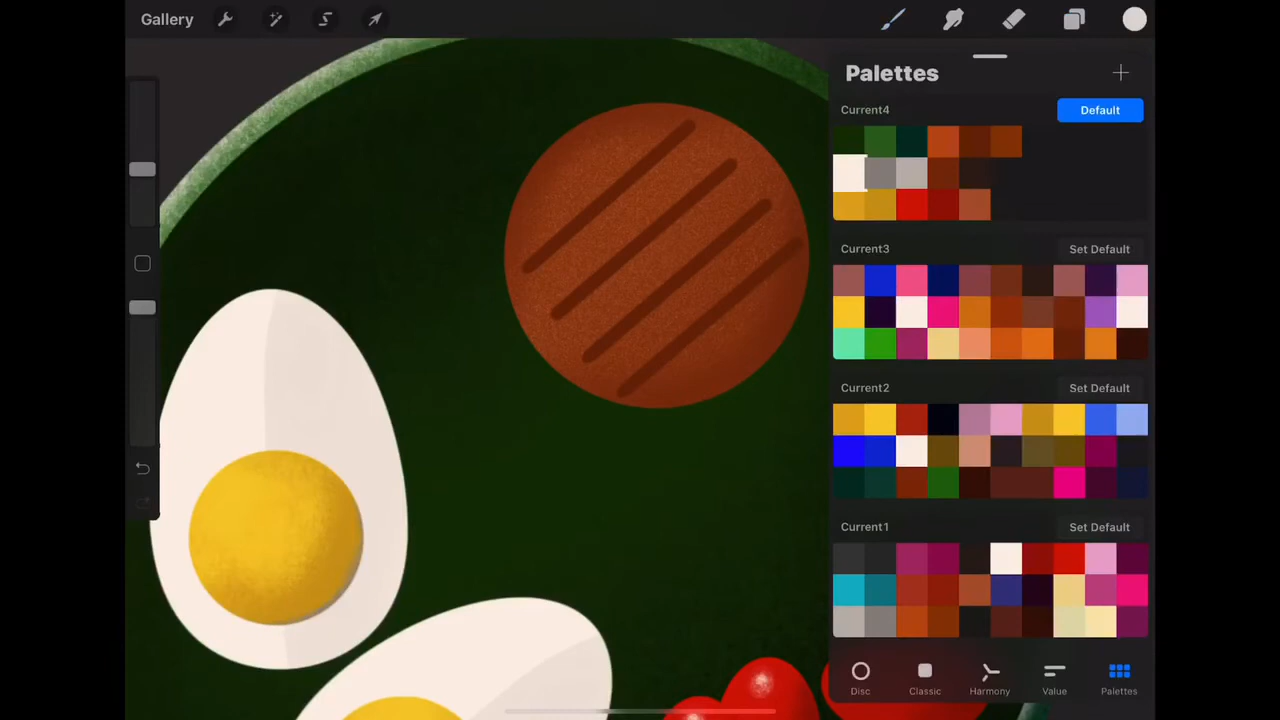 Gallery
Palettes
Current4
Default
Current3
Set Default
Current2
Set Default
Current1
Set Default
Disc
Classic
Harmony
Value
Palettes